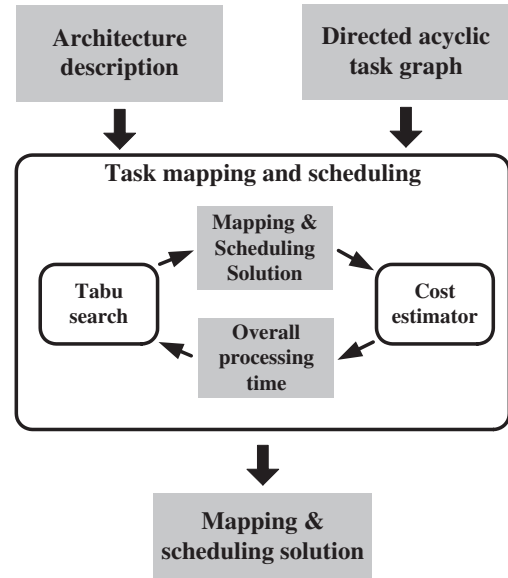 Architecture
description
Directed acyclic
task graph
Task mapping and scheduling
Mapping &
Scheduling
Solution
Tabu
search
Cost
estimator
Overall
processing
time
Mapping &
scheduling solution